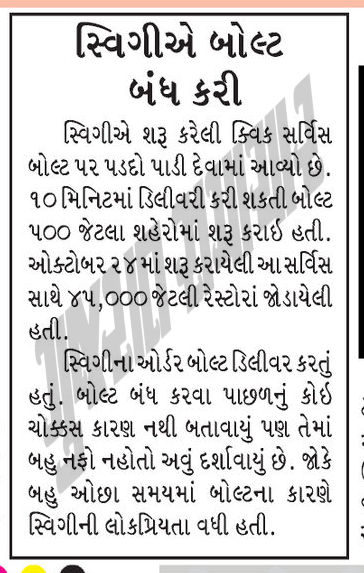 સ્વિગીએ બોલ્ટ
બંધ કરી
સ્વિગીએ શરૂ કરેલી ક્વિક સર્વિસ
બોલ્ટ પર પડદો પાડી દેવામાં આવ્યો છે.
૧૦ મિનિટમાં ડિલીવરી કરી શકતી બોલ્ટ
૫૦૦ જેટલા શહેરોમાં શરૂ કરાઇ હતી.
ઓક્ટોબર ૨૪માં શરૂ કરાયેલી આ સર્વિસ
સાથે ૪૫,૦૦૦ જેટલી રેસ્ટોરાં જોડાયેલી
હતી.
સ્વિગીના ઓર્ડર બોલ્ટ ડિલીવર કરતું
હતું. બોલ્ટ બંધ કરવા પાછળનું કોઇ
ચોક્કસ કારણ નથી બતાવાયું પણ તેમાં
બહુ નફો નહોતો અવું દર્શાવાયું છે. જોકે
બહુ ઓછા સમયમાં બોલ્ટના કારણે
સ્વિગીની લોકપ્રિયતા વધી હતી.